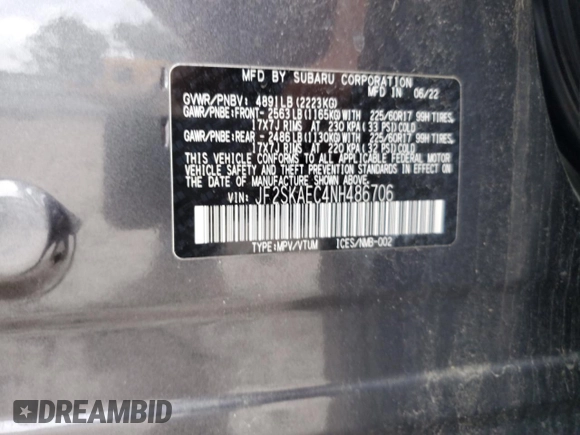 MFD BY SUBARU CORPORATION
MFD IN 06/22
GVWR/PNBV: 4891LB(2223KG)
GAWR/PNBE:FRONT- 2563LB(1165KG) WITH 225/60R17 99H TIRES,
17X7J RIMS AT 230 KPA(33 PSI)COLD
GAWR/PNBE:REAR - 2486LB(1130KG) WITH 225/60R17 99H TIRES,
17X7J RIMS AT 220 KPA(32 PSI)COLD
THIS VEHICLE CONFORMS TO ALL APPLICABLE FEDERAL MOTOR
VEHICLE SAFETY STANDARDS IN EFFECT ON THE
DATE OF MANUFACTURE SHOWN ABOVE.
VIN: JF2SKAEC4NH486706
TYPE:MPV/VTUM ICES/NMB-002
DREAMBID